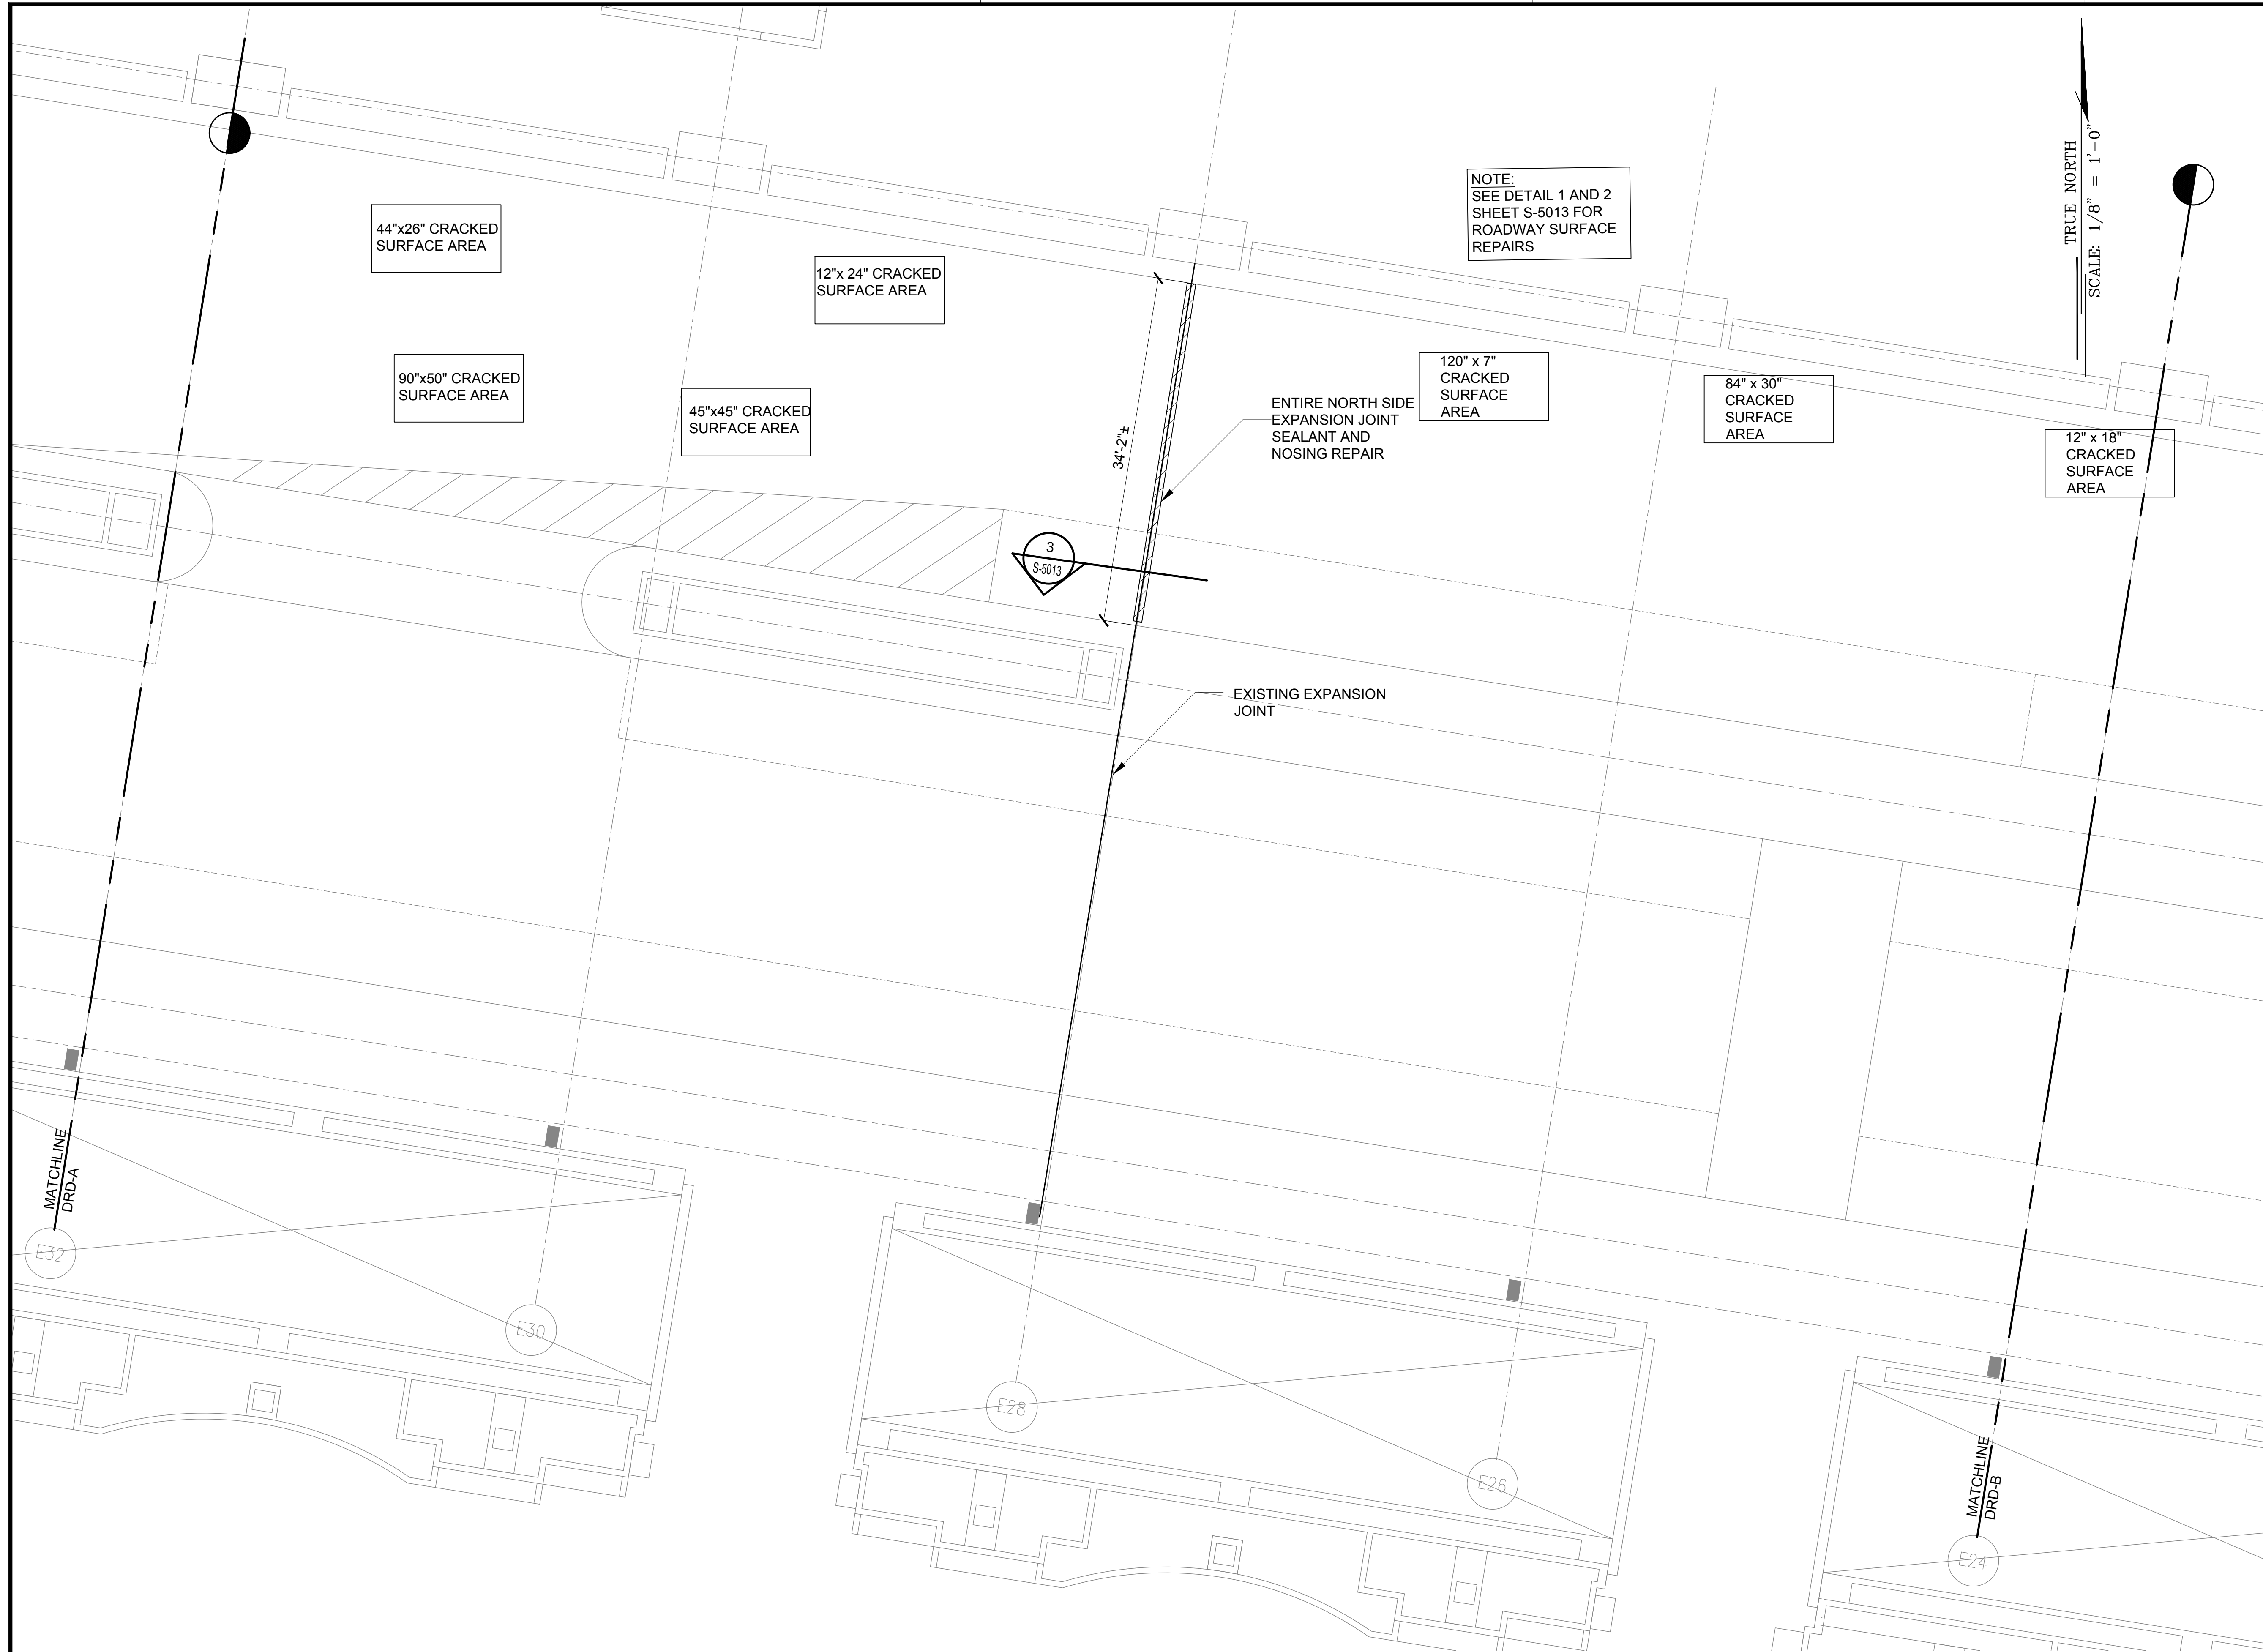 NOTE:
SEE DETAIL 1 AND 2
SHEET S-5013 FOR
ROADWAY SURFACE
REPAIRS
TRUE NORTH
SCALE: 1/8" = 1'-0"
44"x26" CRACKED
SURFACE AREA
12"x 24" CRACKED
SURFACE AREA
90"x50" CRACKED
SURFACE AREA
45"x45" CRACKED
SURFACE AREA
34'-2"±
ENTIRE NORTH SIDE
EXPANSION JOINT
SEALANT AND
NOSING REPAIR
120" x 7"
CRACKED
SURFACE
AREA
84" x 30"
CRACKED
SURFACE
AREA
12" x 18"
CRACKED
SURFACE
AREA
3
S-5013
EXISTING EXPANSION
JOINT
MATCHLINE
DRD-A
E32
E30
E28
E26
MATCHLINE
DRD-B
E24